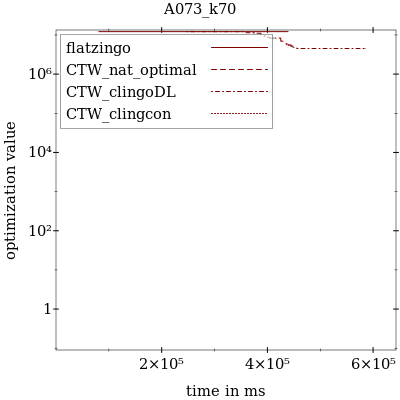 A073_k70
flatzingo
CTW_nat_optimal
CTW_clingoDL
CTW_clingcon
optimization value
10⁶
10⁴
10²
1
2×10⁵ 4×10⁵ 6×10⁵
time in ms